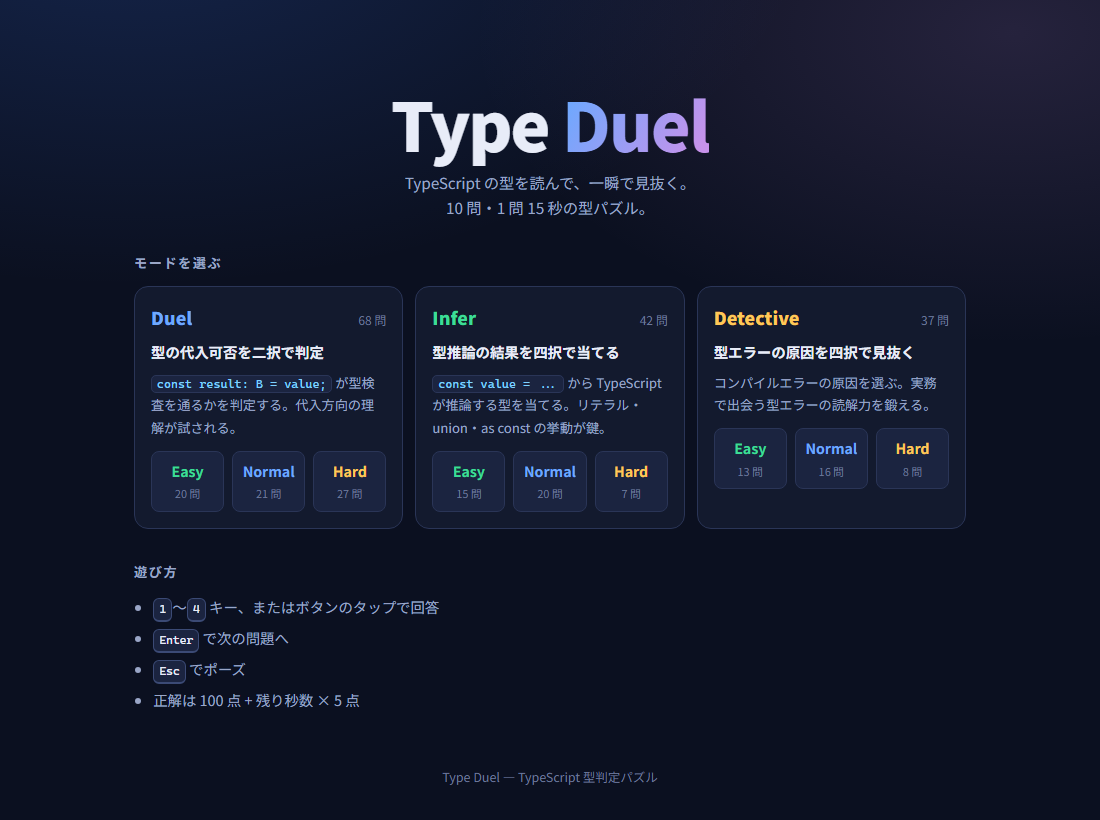 Type Duel
TypeScript の型を読んで、一瞬で見抜く。
10 問・1 問 15 秒の型パズル。
モードを選ぶ
Duel 68 問
型の代入可否を二択で判定
const result: B = value; が型検
査を通るかを判定する。代入方向の理
解が試される。
Easy Normal Hard
20 問 21 問 27 問
Infer 42 問
型推論の結果を四択で当てる
const value = … から TypeScript
が推論する型を当てる。リテラル・
union・as const の挙動が鍵。
Easy Normal Hard
15 問 20 問 7 問
Detective 37 問
型エラーの原因を四択で見抜く
コンパイルエラーの原因を選ぶ。実務
で出会う型エラーの読解力を鍛える。
Easy Normal Hard
13 問 16 問 8 問
遊び方
1〜4 キー、またはボタンのタップで回答
Enter で次の問題へ
Esc でポーズ
正解は 100 点 + 残り秒数 × 5 点
Type Duel — TypeScript 型判定パズル